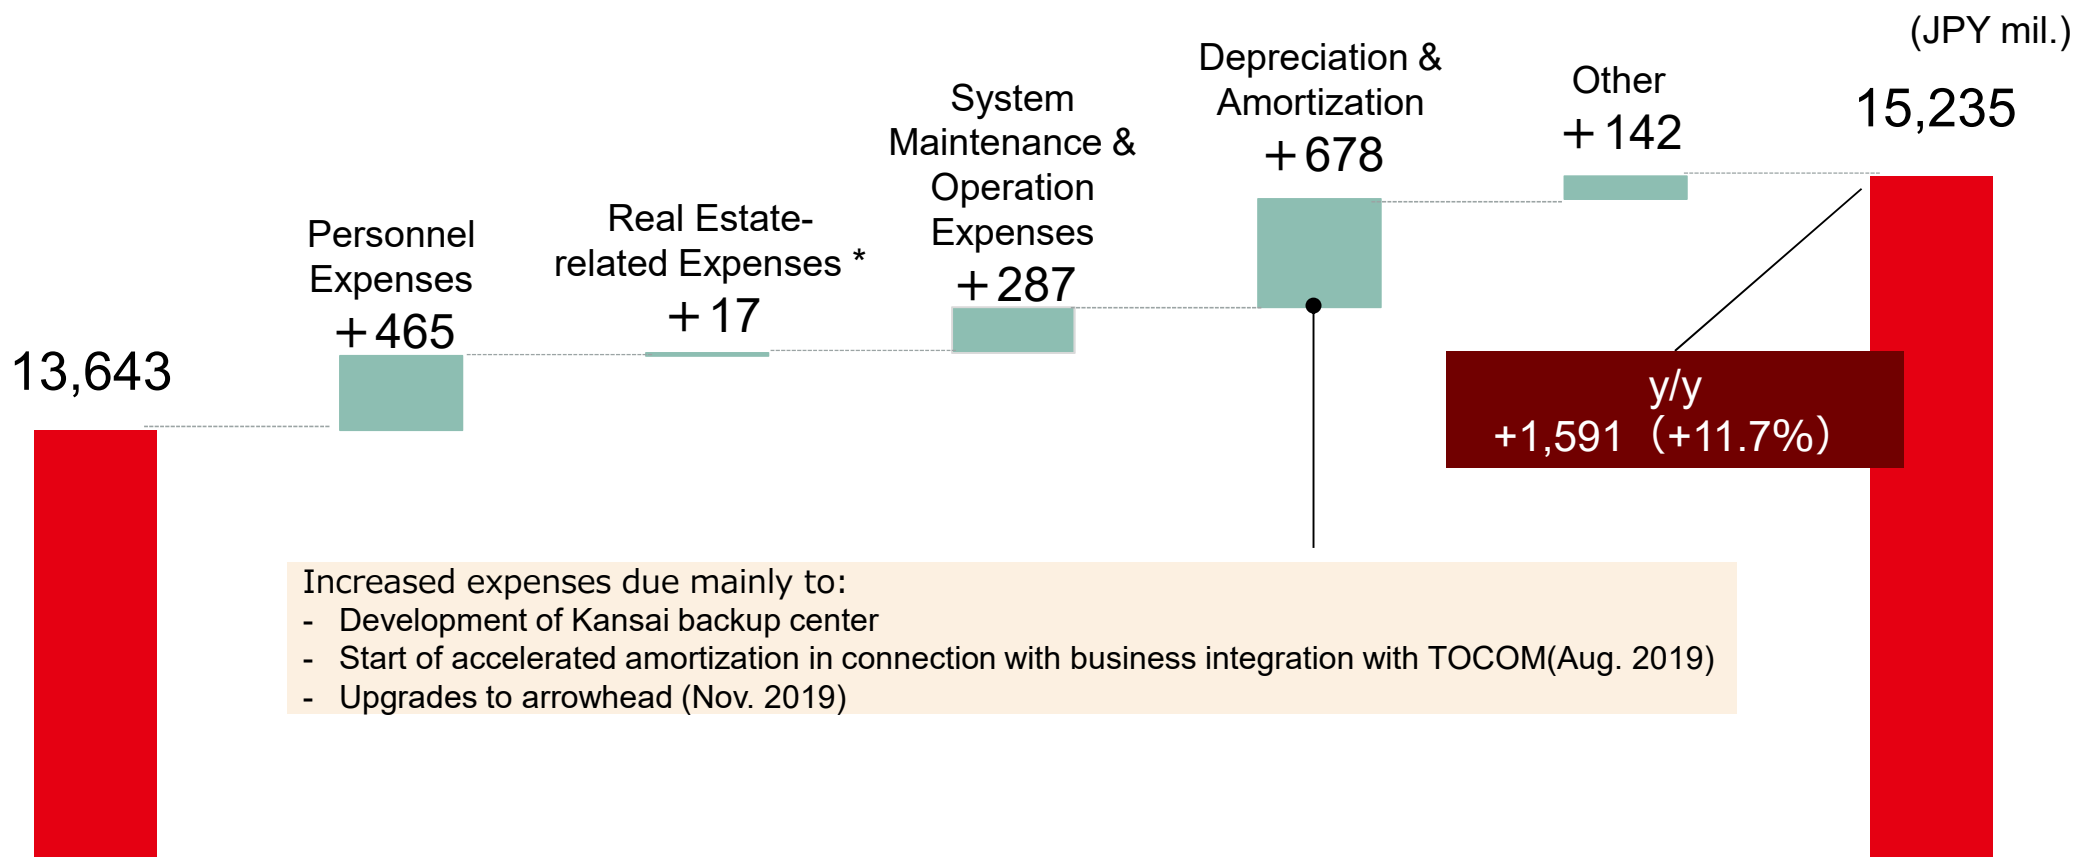 (JPY mil.)
13,643
Personnel
Expenses
+465
Real Estate-
related Expenses *
+17
System
Maintenance &
Operation
Expenses
+287
Depreciation &
Amortization
+678
Other
+142
15,235
y/y
+1,591（+11.7%）
Increased expenses due mainly to:
- Development of Kansai backup center
- Start of accelerated amortization in connection with business integration with TOCOM(Aug. 2019)
- Upgrades to arrowhead (Nov. 2019)